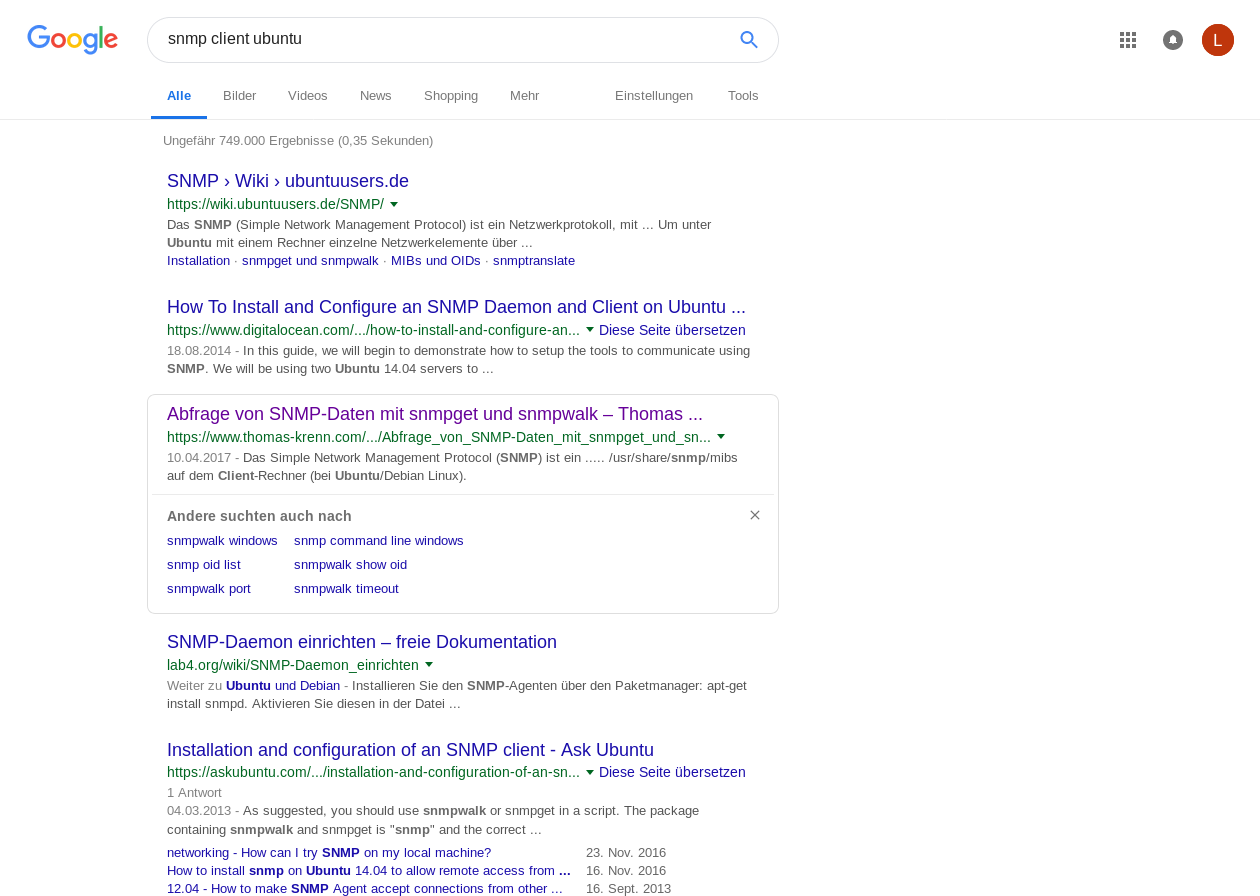 Google
snmp client ubuntu
L
Alle Bilder Videos News Shopping Mehr Einstellungen Tools
Ungefähr 749.000 Ergebnisse (0,35 Sekunden)
SNMP › Wiki › ubuntuusers.de
https://wiki.ubuntuusers.de/SNMP/
Das SNMP (Simple Network Management Protocol) ist ein Netzwerkprotokoll, mit ... Um unter
Ubuntu mit einem Rechner einzelne Netzwerkelemente über ...
Installation · snmpget und snmpwalk · MIBs und OIDs · snmptranslate
How To Install and Configure an SNMP Daemon and Client on Ubuntu ...
https://www.digitalocean.com/.../how-to-install-and-configure-an... Diese Seite übersetzen
18.08.2014 - In this guide, we will begin to demonstrate how to setup the tools to communicate using
SNMP. We will be using two Ubuntu 14.04 servers to ...
Abfrage von SNMP-Daten mit snmpget und snmpwalk – Thomas ...
https://www.thomas-krenn.com/.../Abfrage_von_SNMP-Daten_mit_snmpget_und_sn...
10.04.2017 - Das Simple Network Management Protocol (SNMP) ist ein ..... /usr/share/snmp/mibs
auf dem Client-Rechner (bei Ubuntu/Debian Linux).
Andere suchten auch nach
snmpwalk windows snmp command line windows
snmp oid list snmpwalk show oid
snmpwalk port snmpwalk timeout
SNMP-Daemon einrichten – freie Dokumentation
lab4.org/wiki/SNMP-Daemon_einrichten
Weiter zu Ubuntu und Debian - Installieren Sie den SNMP-Agenten über den Paketmanager: apt-get
install snmpd. Aktivieren Sie diesen in der Datei ...
Installation and configuration of an SNMP client - Ask Ubuntu
https://askubuntu.com/.../installation-and-configuration-of-an-sn... Diese Seite übersetzen
1 Antwort
04.03.2013 - As suggested, you should use snmpwalk or snmpget in a script. The package
containing snmpwalk and snmpget is "snmp" and the correct ...
networking - How can I try SNMP on my local machine? 23. Nov. 2016
How to install snmp on Ubuntu 14.04 to allow remote access from ... 16. Nov. 2016
12.04 - How to make SNMP Agent accept connections from other ... 16. Sept. 2013